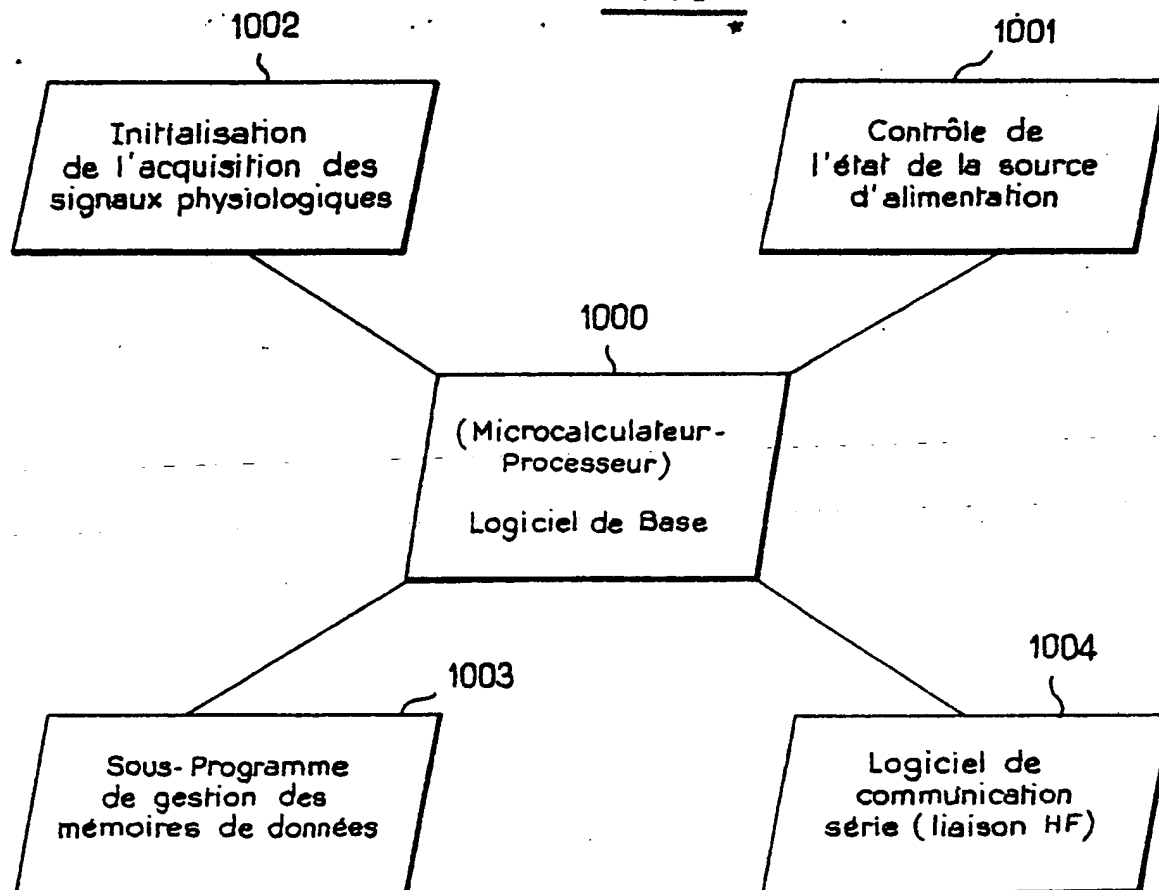 1002
1001
Initialisation
de l'acquisition des
signaux physiologiques
Contrôle de
l'état de la source
d'alimentation
1000
(Microcalculateur-
Processeur)
Logiciel de Base
1003
1004
Sous-Programme
de gestion des
mémoires de données
Logiciel de
communication
série (liaison HF)